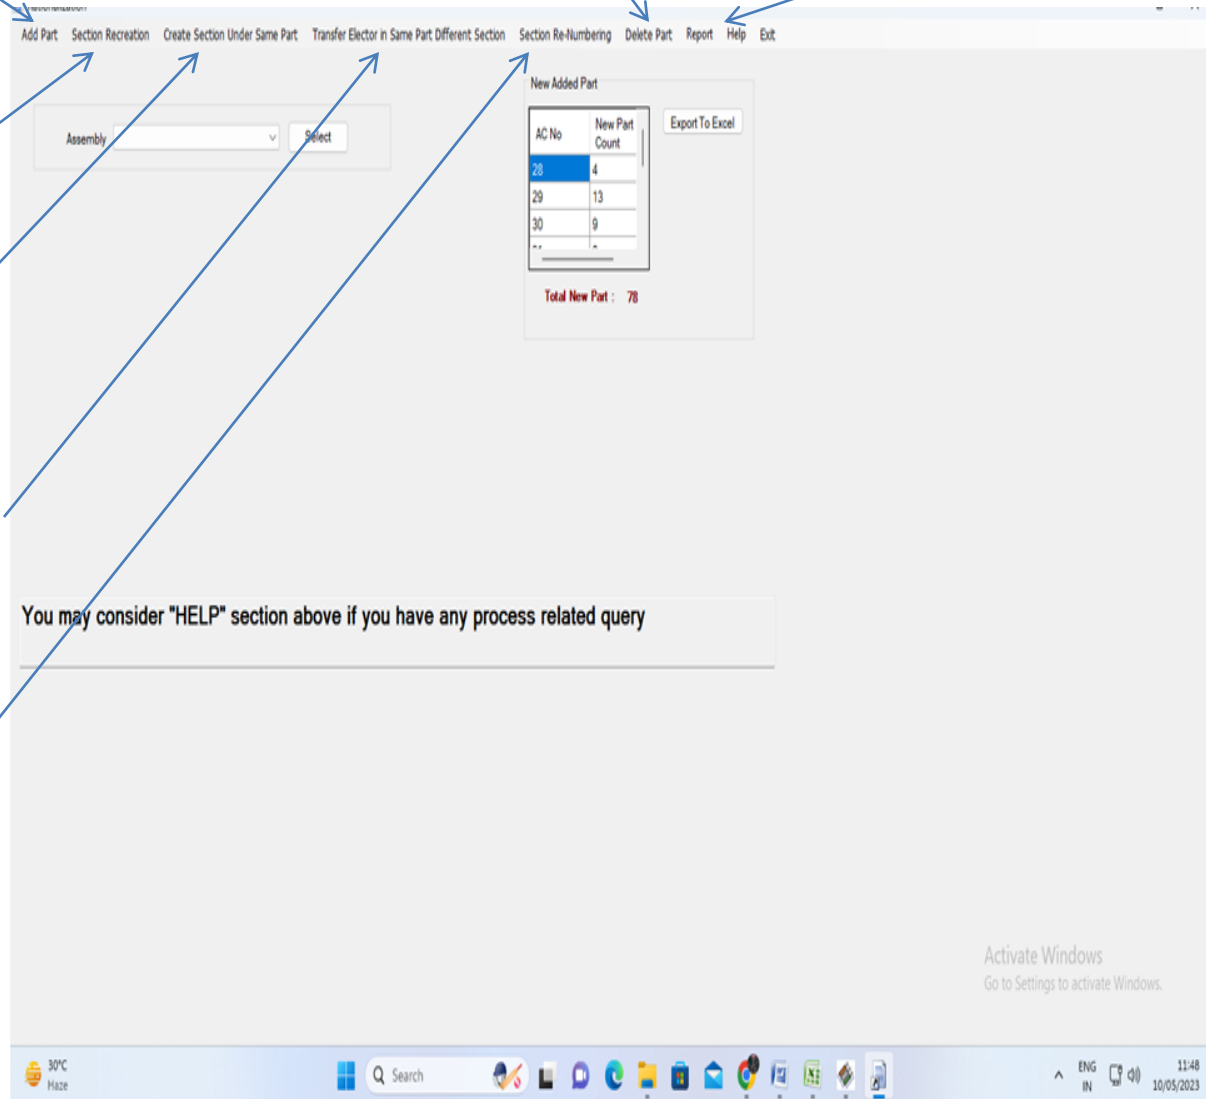 Add Part Section Recreation Create Section Under Same Part Transfer Elector in Same Part Different Section Section Re-Numbering Delete Part Report Help Exit
New Added Part
Assembly Select
AC No New Part Count Export To Excel
28 4
29 13
30 9
Total New Part : 78
You may consider "HELP" section above if you have any process related query
Activate Windows
Go to Settings to activate Windows.
30°C
Haze
Search
ENG
IN
11:48
10/05/2023